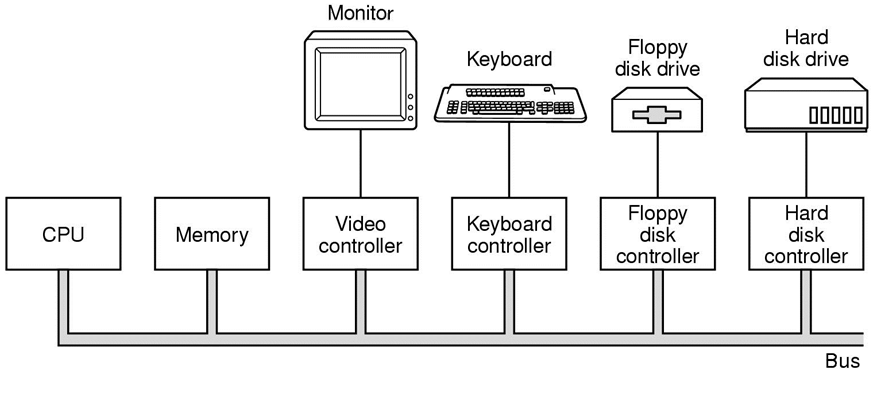 Monitor
Keyboard
Floppy
disk drive
Hard
disk drive
CPU
Memory
Video
controller
Keyboard
controller
Floppy
disk
controller
Hard
disk
controller
Bus